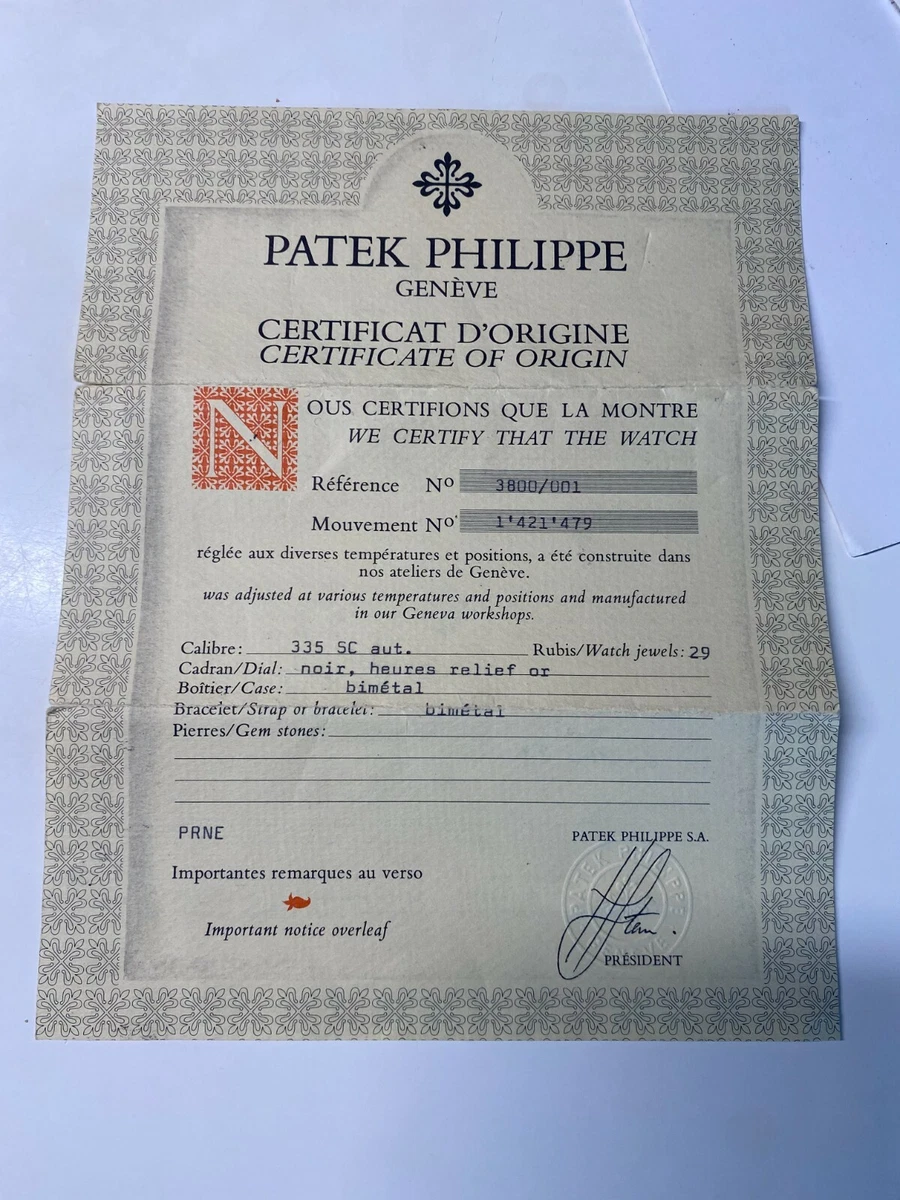 PATEK PHILIPPE
GENÈVE
CERTIFICAT D'ORIGINE
CERTIFICATE OF ORIGIN
NOUS CERTIFIONS QUE LA MONTRE
WE CERTIFY THAT THE WATCH
Référence Nº 3800/001
Mouvement Nº 1'421'479
réglée aux diverses températures et positions, a été construite dans
nos ateliers de Genève.
was adjusted at various temperatures and positions and manufactured
in our Geneva workshops.
Calibre: 335 SC aut. Rubis/Watch jewels: 29
Cadran/Dial: noir, heures relief or
Boîtier/Case: bimétal
Bracelet/Strap or bracelet: bimétal
Pierres/Gem stones:
PRNE
PATEK PHILIPPE S.A.
Importantes remarques au verso
PATEK PHILIPPE
GENÈVE
Important notice overleaf
PRÉSIDENT